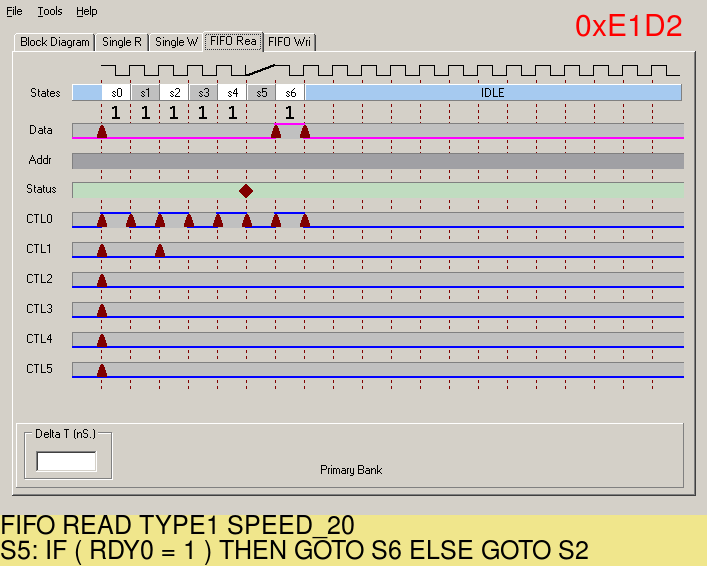 File Tools Help
0xE1D2
Block Diagram Single R Single W FIFO Rea FIFO Wri
States s0 s1 s2 s3 s4 s5 s6 IDLE
1 1 1 1 1 1
Data
Addr
Status
CTL0
CTL1
CTL2
CTL3
CTL4
CTL5
Delta T (nS.)
Primary Bank
FIFO READ TYPE1 SPEED_20
S5: IF ( RDY0 = 1 ) THEN GOTO S6 ELSE GOTO S2